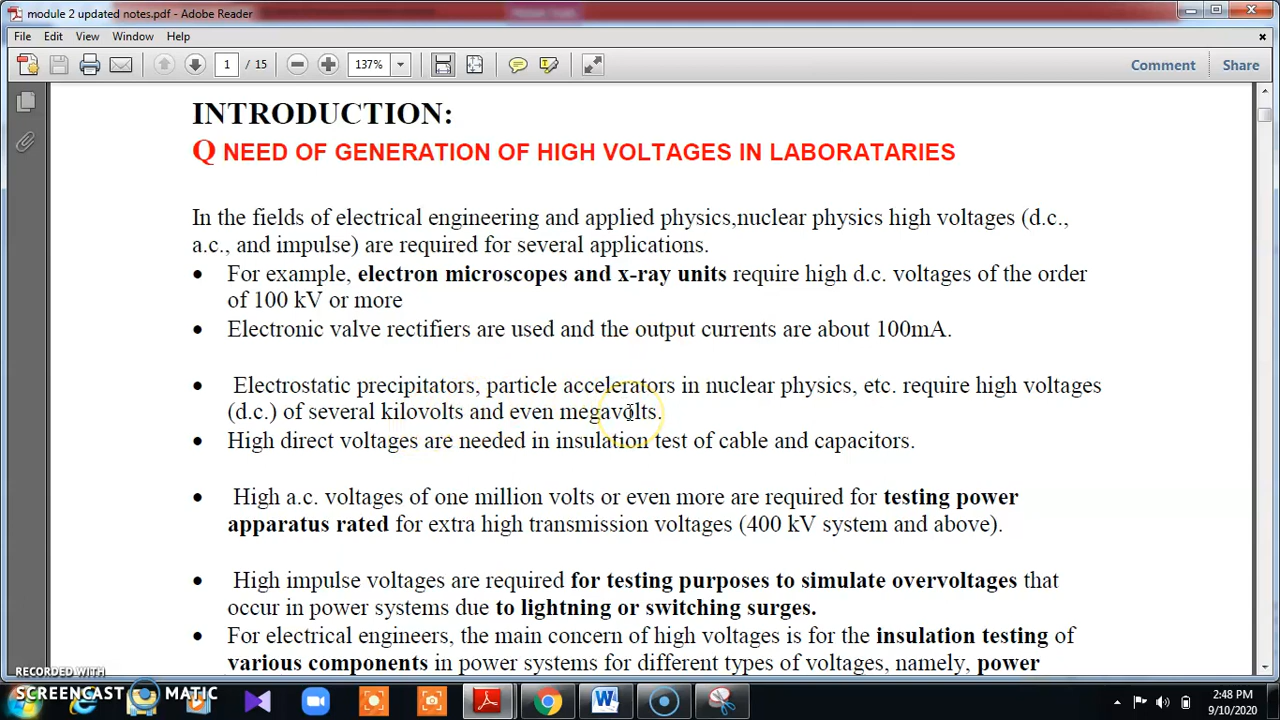 module 2 updated notes.pdf - Adobe Reader
File Edit View Window Help
1 / 15 137% Comment Share
INTRODUCTION:
Q NEED OF GENERATION OF HIGH VOLTAGES IN LABORATARIES
In the fields of electrical engineering and applied physics,nuclear physics high voltages (d.c.,
a.c., and impulse) are required for several applications.
• For example, electron microscopes and x-ray units require high d.c. voltages of the order
of 100 kV or more
• Electronic valve rectifiers are used and the output currents are about 100mA.
• Electrostatic precipitators, particle accelerators in nuclear physics, etc. require high voltages
(d.c.) of several kilovolts and even megavolts.
• High direct voltages are needed in insulation test of cable and capacitors.
• High a.c. voltages of one million volts or even more are required for testing power
apparatus rated for extra high transmission voltages (400 kV system and above).
• High impulse voltages are required for testing purposes to simulate overvoltages that
occur in power systems due to lightning or switching surges.
• For electrical engineers, the main concern of high voltages is for the insulation testing of
various components in power systems for different types of voltages, namely, power
RECORDED WITH
SCREENCAST MATIC
2:48 PM
9/10/2020